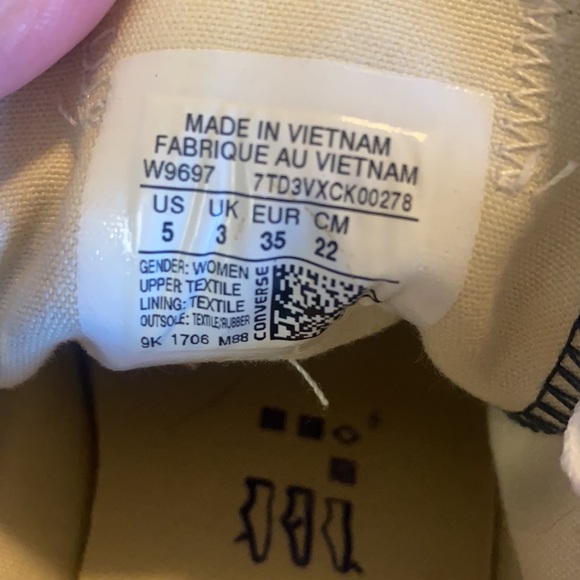 MADE IN VIETNAM
FABRIQUE AU VIETNAM
W9697 7TD3VXCK00278
US UK EUR CM
5 3 35 22
GENDER: WOMEN
UPPER: TEXTILE
LINING: TEXTILE
OUTSOLE: TEXTILE/RUBBER
9K 1706 M88
CONVERSE